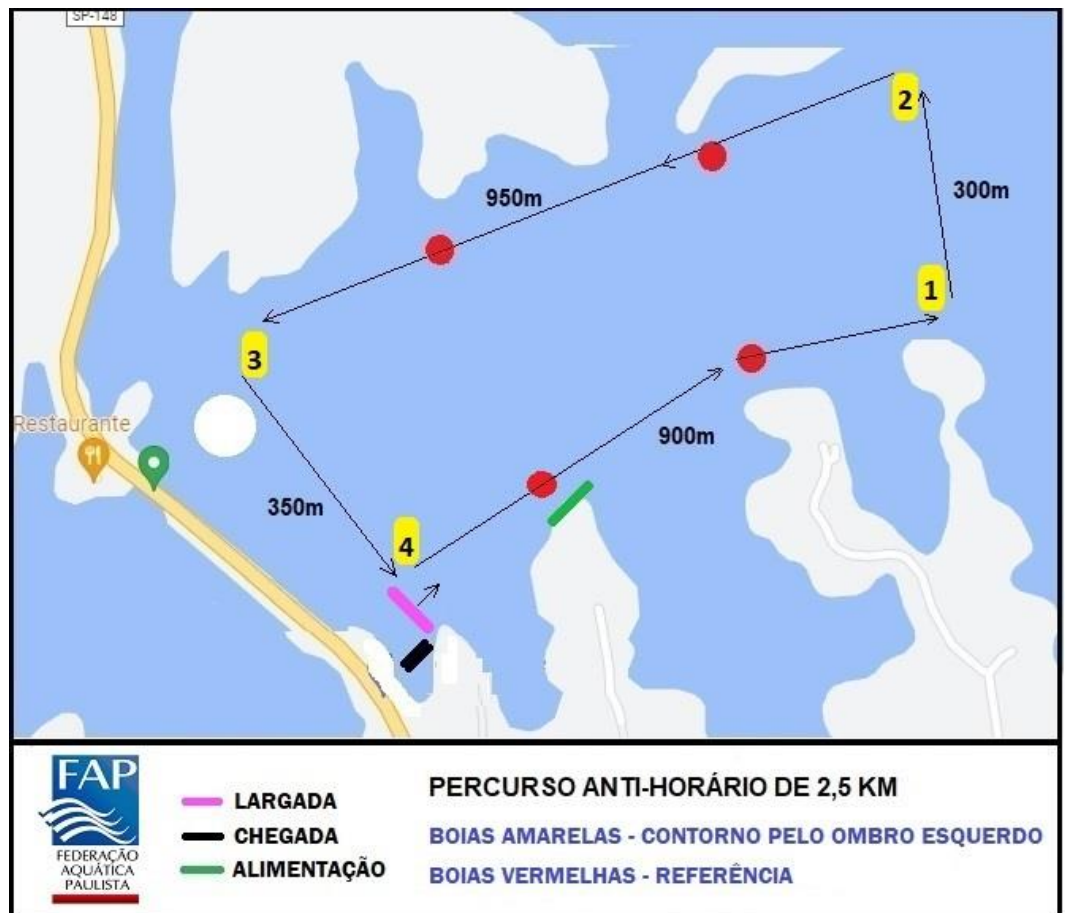 SP-148
2
950m
300m
1
3
Restaurante
900m
350m
4
FAP
FEDERAÇÃO
AQUÁTICA
PAULISTA
LARGADA
CHEGADA
ALIMENTAÇÃO
PERCURSO ANTI-HORÁRIO DE 2,5 KM
BOIAS AMARELAS - CONTORNO PELO OMBRO ESQUERDO
BOIAS VERMELHAS - REFERÊNCIA